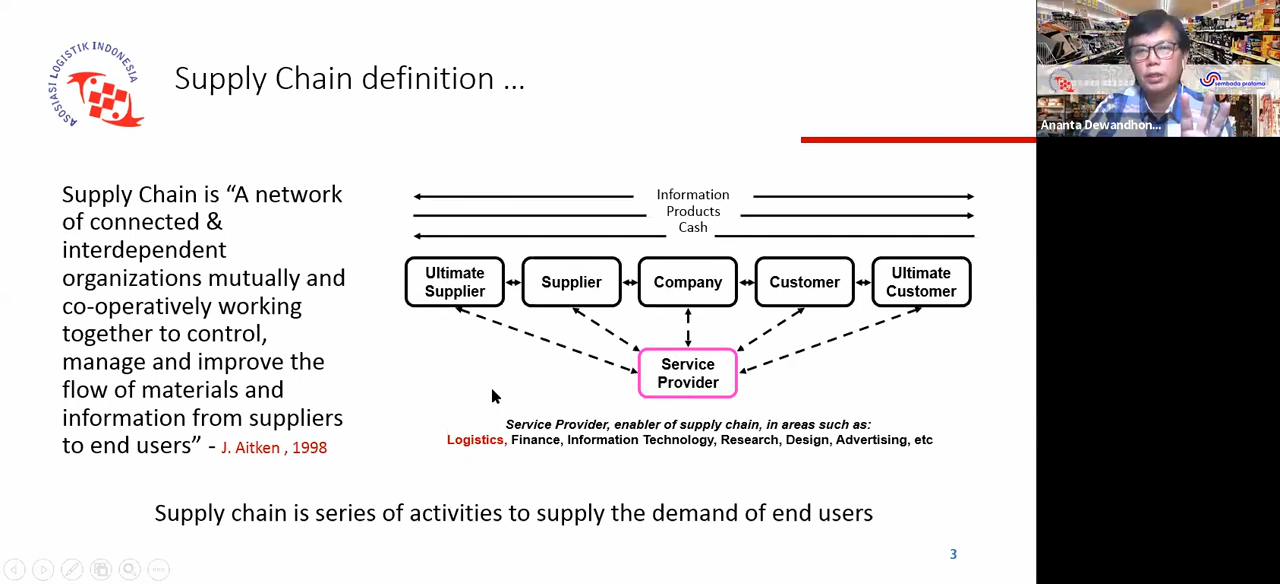 ASOSIASI LOGISTIK INDONESIA
Supply Chain definition ...
Supply Chain is “A network
of connected &
interdependent
organizations mutually and
co-operatively working
together to control,
manage and improve the
flow of materials and
information from suppliers
to end users” - J. Aitken , 1998
Information
Products
Cash
Ultimate
Supplier
Supplier
Company
Customer
Ultimate
Customer
Service
Provider
Service Provider, enabler of supply chain, in areas such as:
Logistics, Finance, Information Technology, Research, Design, Advertising, etc
Supply chain is series of activities to supply the demand of end users
3
sembada pratama
Ananta Dewandhon...